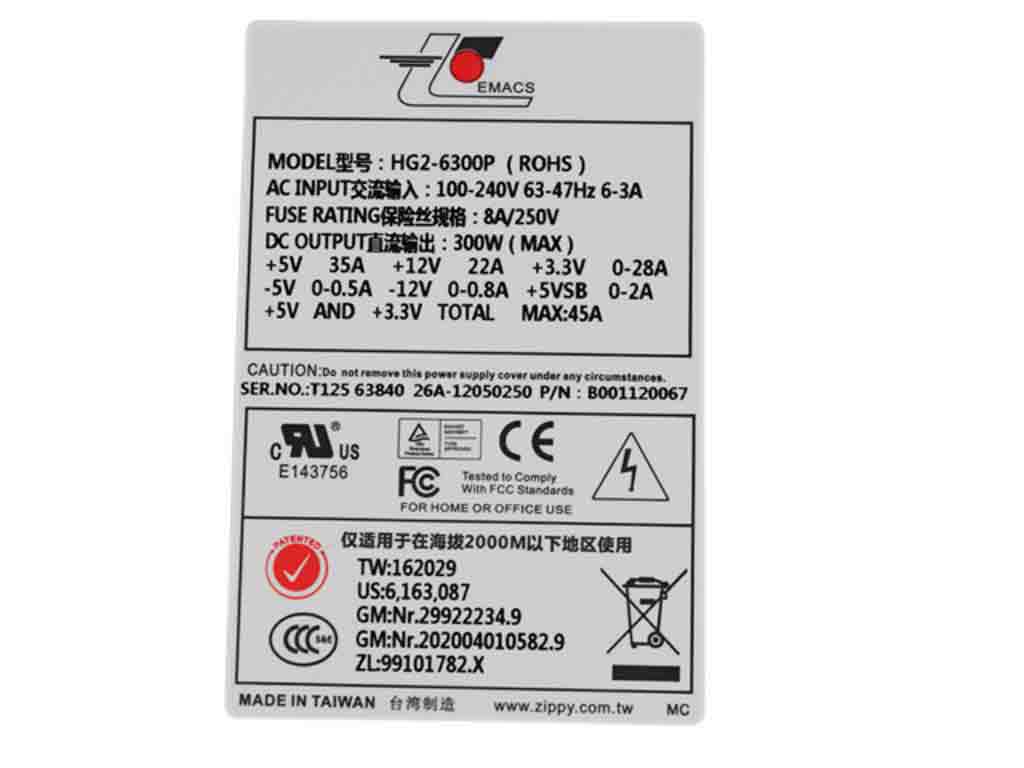 EMACS
MODEL型号：HG2-6300P（ROHS）
AC INPUT交流输入：100-240V 63-47Hz 6-3A
FUSE RATING保险丝规格：8A/250V
DC OUTPUT直流输出：300W（MAX）
+5V 35A +12V 22A +3.3V 0-28A
-5V 0-0.5A -12V 0-0.8A +5VSB 0-2A
+5V AND +3.3V TOTAL MAX:45A
CAUTION:Do not remove this power supply cover under any circumstances.
SER.NO.:T125 63840 26A-12050250 P/N：B001120067
C RU ® US
E143756
CE
FC Tested to Comply
With FCC Standards
FOR HOME OR OFFICE USE
PATENTED
仅适用于在海拔2000M以下地区使用
TW:162029
US:6,163,087
GM:Nr.29922234.9
GM:Nr.202004010582.9
ZL:99101782.X
CCC S&E
MADE IN TAIWAN 台湾制造 www.zippy.com.tw MC